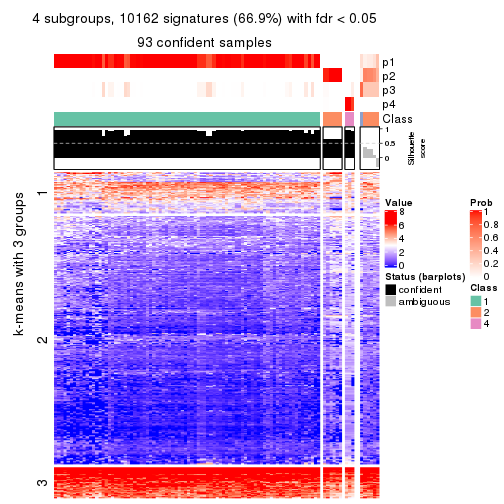 4 subgroups, 10162 signatures (66.9%) with fdr < 0.05
93 confident samples
p1
p2
p3
p4
Class
1
0.5
0
Silhouette
score
k-means with 3 groups
1
2
3
Value
8
6
4
2
0
Status (barplots)
confident
ambiguous
Prob
1
0.8
0.6
0.4
0.2
0
Class
1
2
4